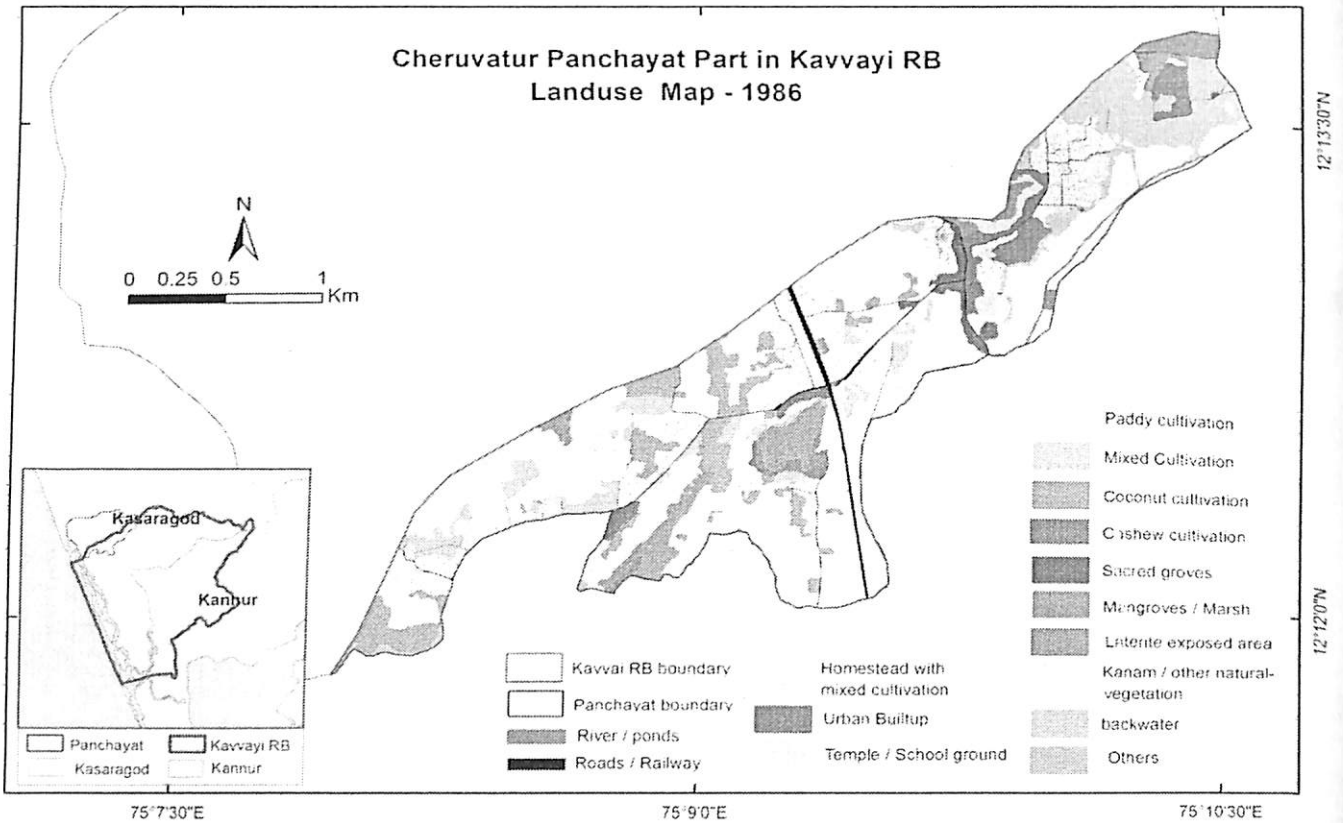 Cheruvatur Panchayat Part in Kavvayi RB
Landuse Map - 1986
N
0 0.25 0.5 1
Km
12°13'30"N
12°12'0"N
Kasaragod
Kannur
Panchayat
Kavvayi RB
Kasaragod
Kannur
Kavvai RB boundary
Panchayat boundary
River / ponds
Roads / Railway
Homestead with
mixed cultivation
Urban Builtup
Temple / School ground
Paddy cultivation
Mixed Cultivation
Coconut cultivation
Cashew cultivation
Sacred groves
Mangroves / Marsh
Laterite exposed area
Kanam / other natural-
vegetation
backwater
Others
75°7'30"E
75°9'0"E
75°10'30"E